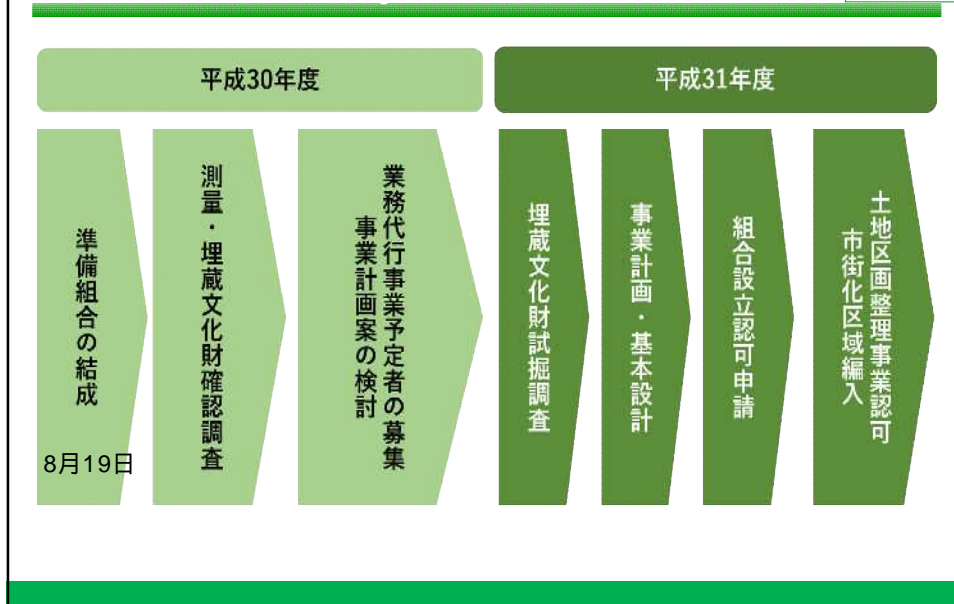 平成30年度
平成31年度
準備組合の結成
8月19日
測量・埋蔵文化財確認調査
業務代行事業予定者の募集
事業計画案の検討
埋蔵文化財試掘調査
事業計画・基本設計
組合設立認可申請
土地区画整理事業認可
市街化区域編入